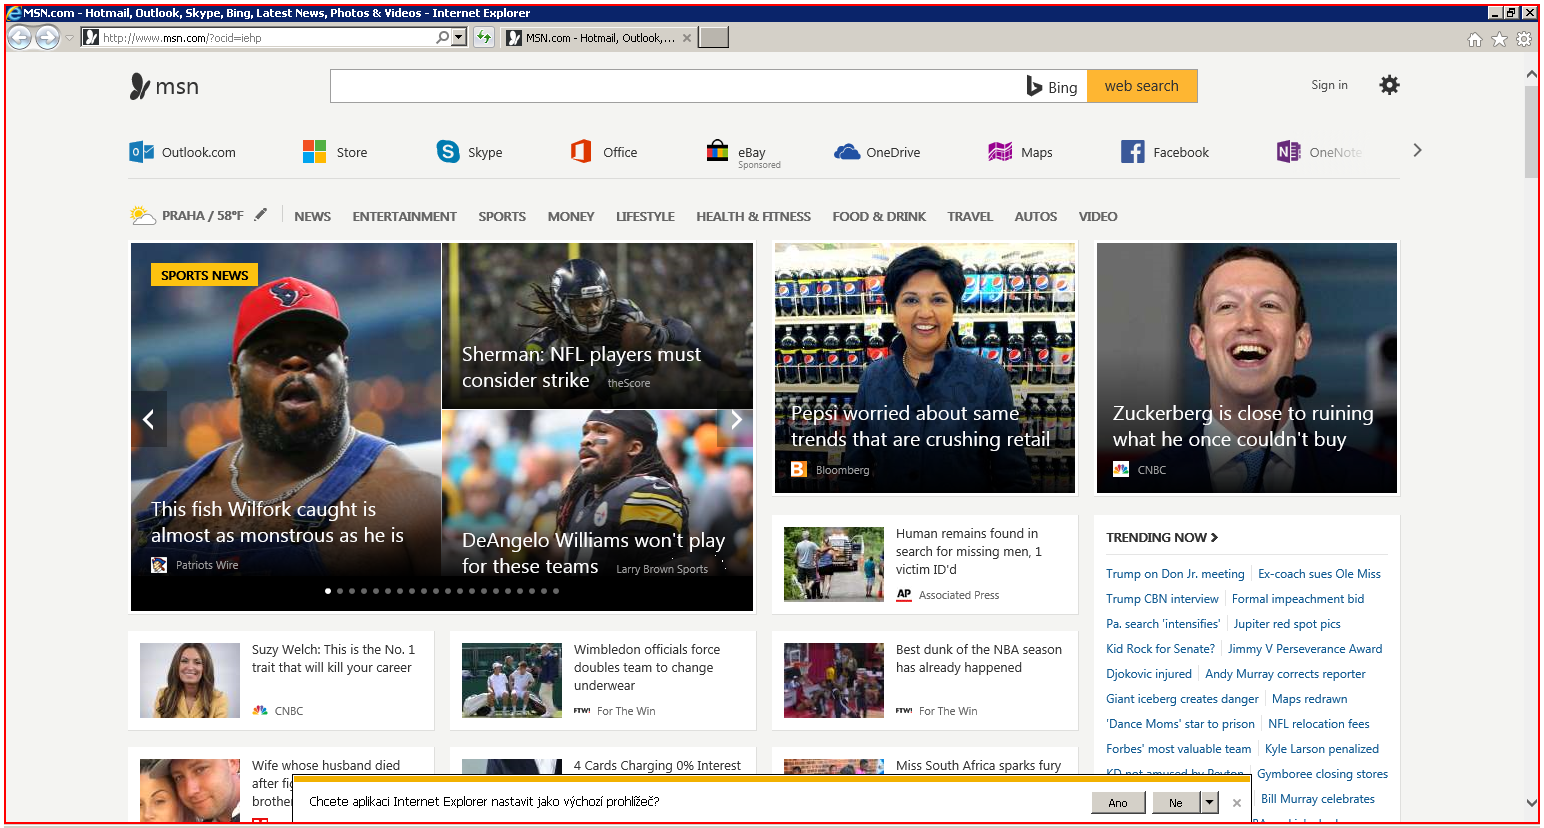 MSN.com - Hotmail, Outlook, Skype, Bing, Latest News, Photos & Videos - Internet Explorer
http://www.msn.com/?ocid=iehp
MSN.com - Hotmail, Outlook,...
msn
Bing
web search
Sign in
Outlook.com
Store
Skype
Office
eBay
Sponsored
OneDrive
Maps
Facebook
OneNote
PRAHA / 58°F
NEWS
ENTERTAINMENT
SPORTS
MONEY
LIFESTYLE
HEALTH & FITNESS
FOOD & DRINK
TRAVEL
AUTOS
VIDEO
SPORTS NEWS
This fish Wilfork caught is
almost as monstrous as he is
Patriots Wire
Sherman: NFL players must
consider strike theScore
DeAngelo Williams won't play
for these teams Larry Brown Sports
Pepsi worried about same
trends that are crushing retail
Bloomberg
Zuckerberg is close to ruining
what he once couldn't buy
CNBC
Human remains found in
search for missing men, 1
victim ID'd
AP Associated Press
TRENDING NOW
Trump on Don Jr. meeting
Ex-coach sues Ole Miss
Trump CBN interview
Formal impeachment bid
Pa. search 'intensifies'
Jupiter red spot pics
Kid Rock for Senate?
Jimmy V Perseverance Award
Djokovic injured
Andy Murray corrects reporter
Giant iceberg creates danger
Maps redrawn
'Dance Moms' star to prison
NFL relocation fees
Forbes' most valuable team
Kyle Larson penalized
KD not amused by Peyton
Gymboree closing stores
Bill Murray celebrates
Suzy Welch: This is the No. 1
trait that will kill your career
CNBC
Wimbledon officials force
doubles team to change
underwear
FTW! For The Win
Best dunk of the NBA season
has already happened
FTW! For The Win
Wife whose husband died
after
brother
4 Cards Charging 0% Interest
Miss South Africa sparks fury
Chcete aplikaci Internet Explorer nastavit jako výchozí prohlížeč?
Ano
Ne